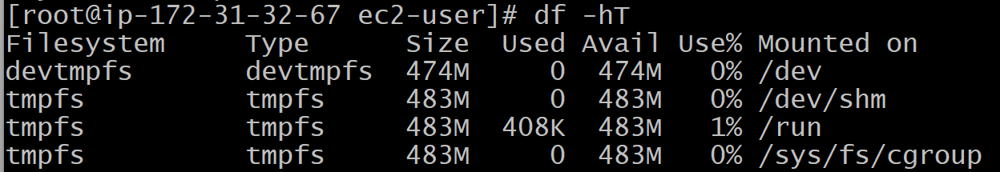 [root@ip-172-31-32-67 ec2-user]# df -hT
Filesystem     Type      Size  Used Avail Use% Mounted on
devtmpfs       devtmpfs  474M     0  474M   0% /dev
tmpfs          tmpfs     483M     0  483M   0% /dev/shm
tmpfs          tmpfs     483M  408K  483M   1% /run
tmpfs          tmpfs     483M     0  483M   0% /sys/fs/cgroup